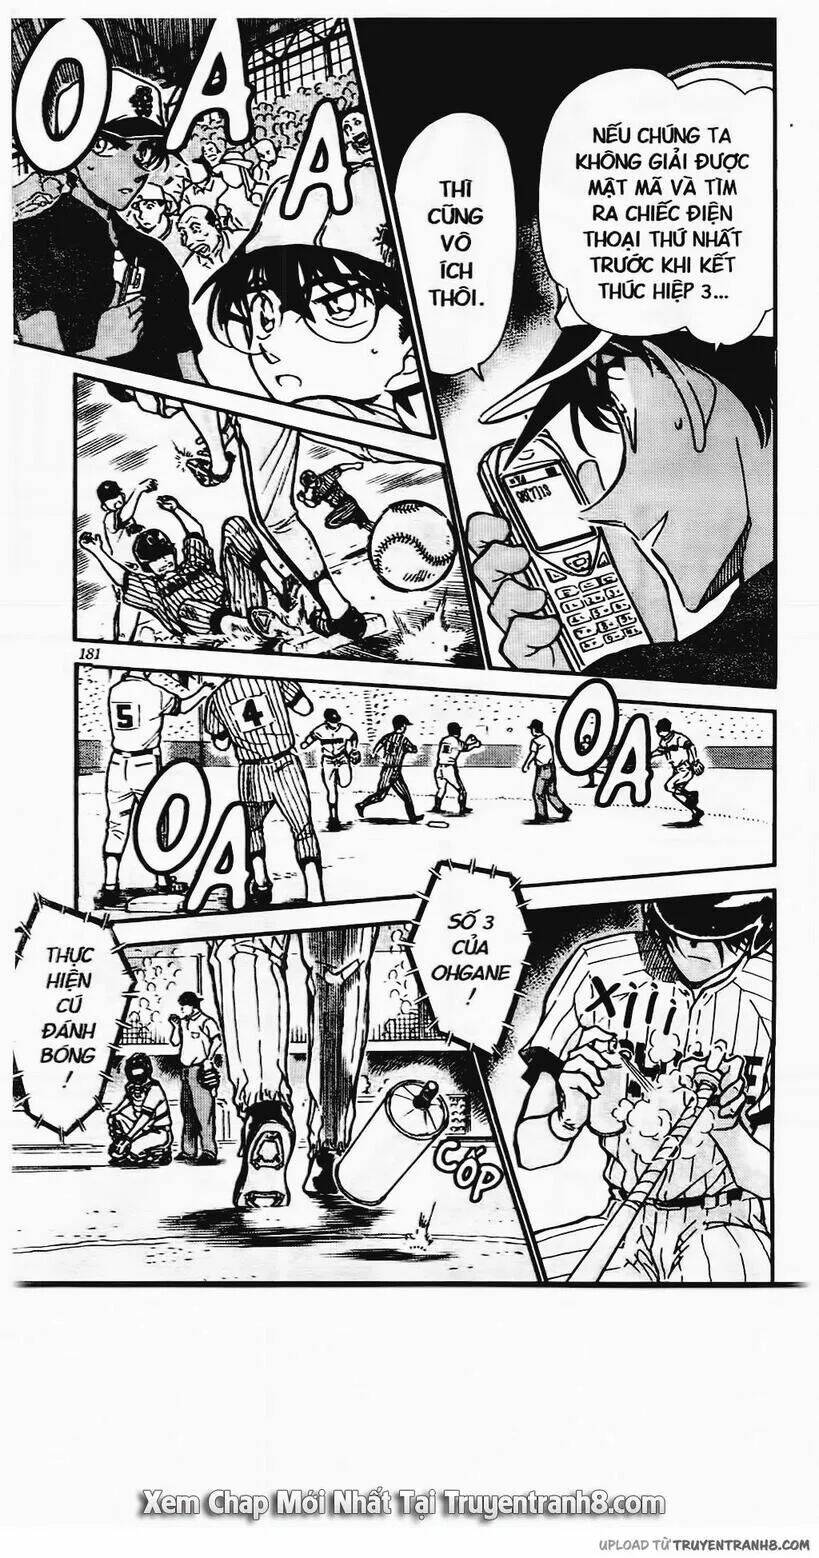 NẾU CHÚNG TA
KHÔNG GIẢI ĐƯỢC
MẬT MÃ VÀ TÌM
RA CHIẾC ĐIỆN
THOẠI THỨ NHẤT
TRƯỚC KHI KẾT
THÚC HIỆP 3...
THÌ
CŨNG
VÔ
ÍCH
THÔI.
OAA
181
5
4
OA
OA
Xiii
SỐ 3
CỦA
OHGANE
!
THỰC
HIỆN
CÚ
ĐÁNH
BÓNG
!
CỐP
Xem Chap Mới Nhất Tại Truyentranh8.com
UPLOAD TỪ TRUYENTRANH8.COM